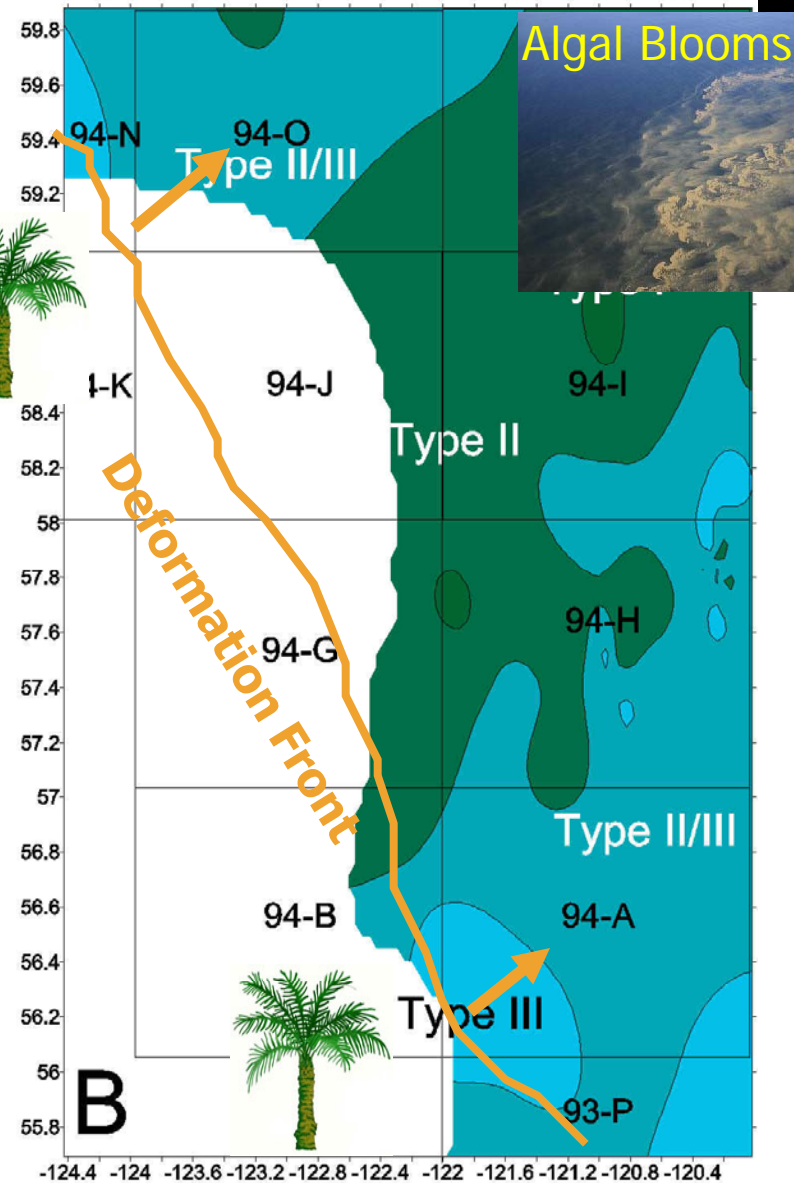 Algal Blooms
59.8
59.6
59.4
94-N
94-O
Type II/III
59.2
94-J
94-I
58.4
Type II
58.2
58
Deformation Front
57.8
57.6
94-H
94-G
57.4
57.2
57
Type II/III
56.8
56.6
94-B
94-A
56.4
56.2
Type III
56
B
93-P
55.8
-124.4 -124 -123.6 -123.2 -122.8 -122.4 -122 -121.6 -121.2 -120.8 -120.4